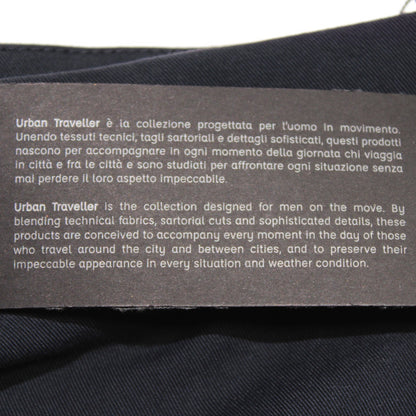 Urban Traveller è la collezione progettata per l'uomo in movimento.
Unendo tessuti tecnici, tagli sartoriali e dettagli sofisticati, questi prodotti
nascono per accompagnare in ogni momento della giornata chi viaggia
in città e fra le città e sono studiati per affrontare ogni situazione senza
mai perdere il loro aspetto impeccabile.
Urban Traveller is the collection designed for men on the move. By
blending technical fabrics, sartorial cuts and sophisticated details, these
products are conceived to accompany every moment in the day of those
who travel around the city and between cities, and to preserve their
impeccable appearance in every situation and weather condition.